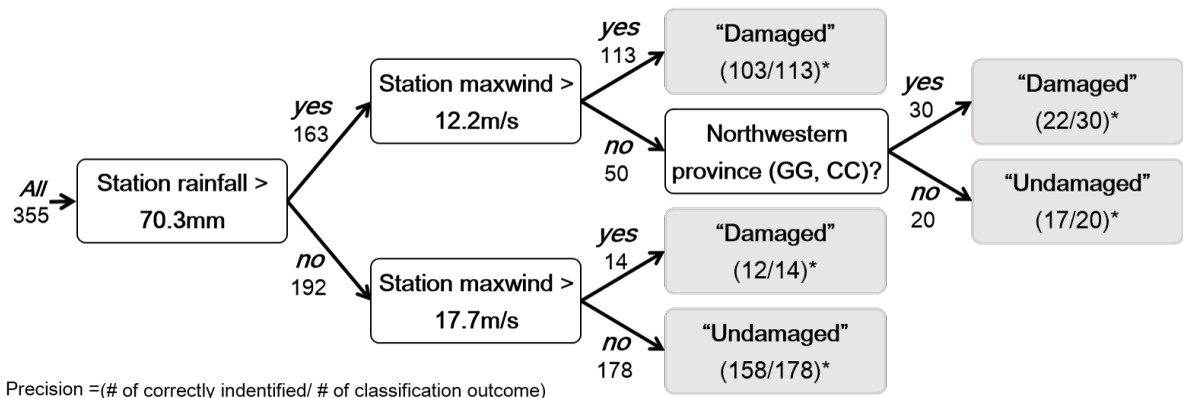 All
355
Station rainfall >
70.3mm
yes
163
no
192
Station maxwind >
12.2m/s
yes
113
no
50
"Damaged"
(103/113)*
Northwestern
province (GG, CC)?
yes
30
no
20
"Damaged"
(22/30)*
"Undamaged"
(17/20)*
Station maxwind >
17.7m/s
yes
14
no
178
"Damaged"
(12/14)*
"Undamaged"
(158/178)*
Precision =(# of correctly indentified/ # of classification outcome)